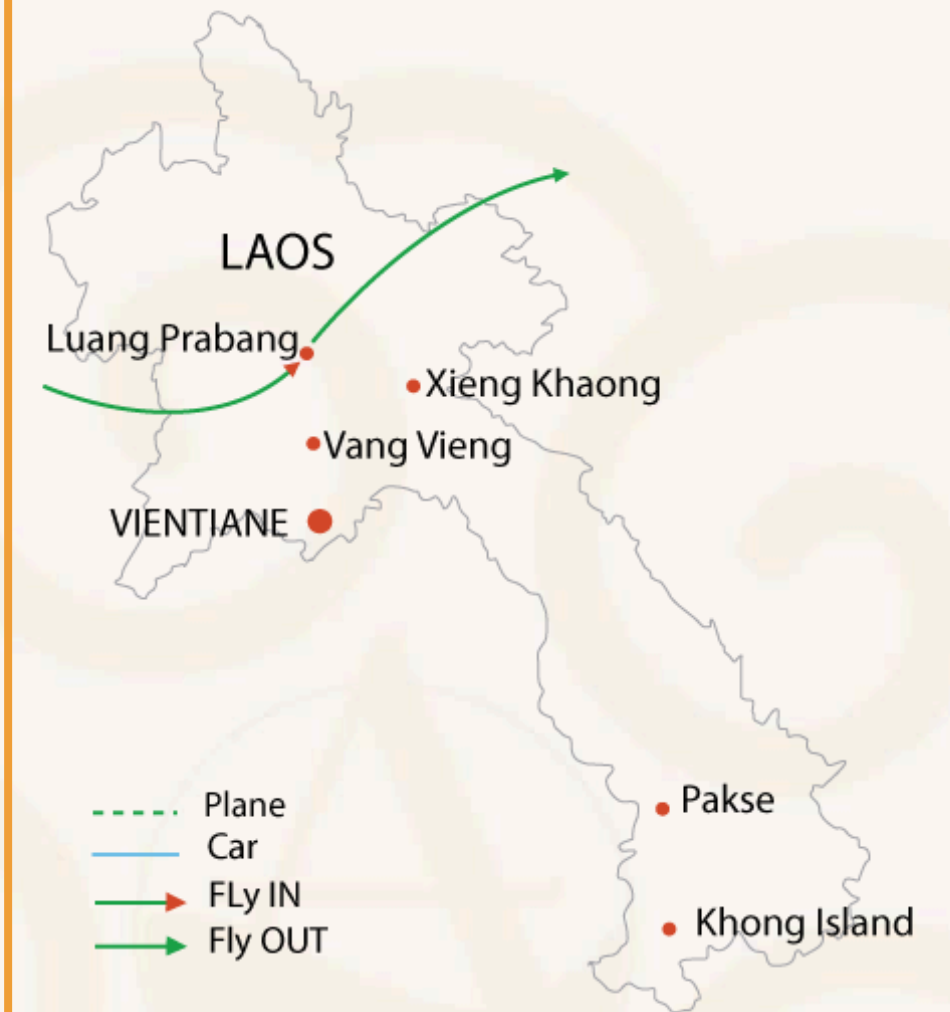 LAOS
Luang Prabang
Xieng Khaong
Vang Vieng
VIENTIANE
Pakse
Khong Island
Plane
Car
FLy IN
Fly OUT